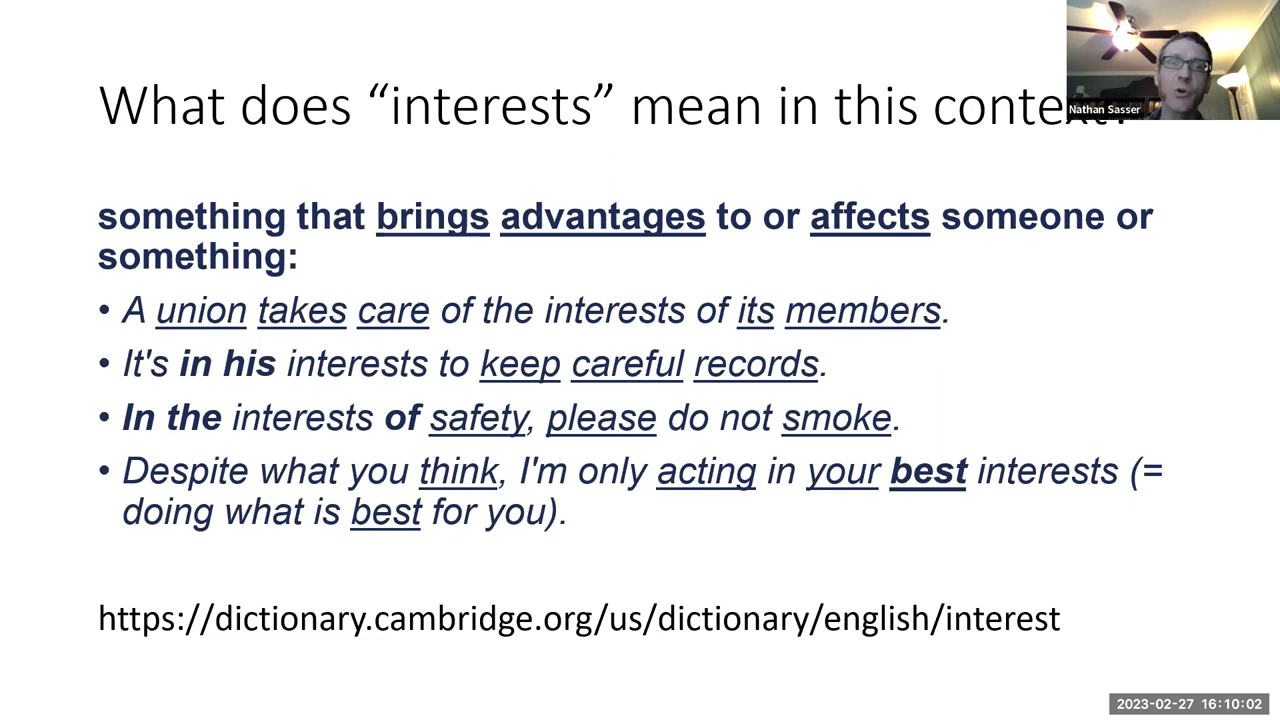 What does “interests” mean in this context?
Nathan Sasser
something that brings advantages to or affects someone or
something:
• A union takes care of the interests of its members.
• It's in his interests to keep careful records.
• In the interests of safety, please do not smoke.
• Despite what you think, I'm only acting in your best interests (=
doing what is best for you).
https://dictionary.cambridge.org/us/dictionary/english/interest
2023-02-27 16:10:02